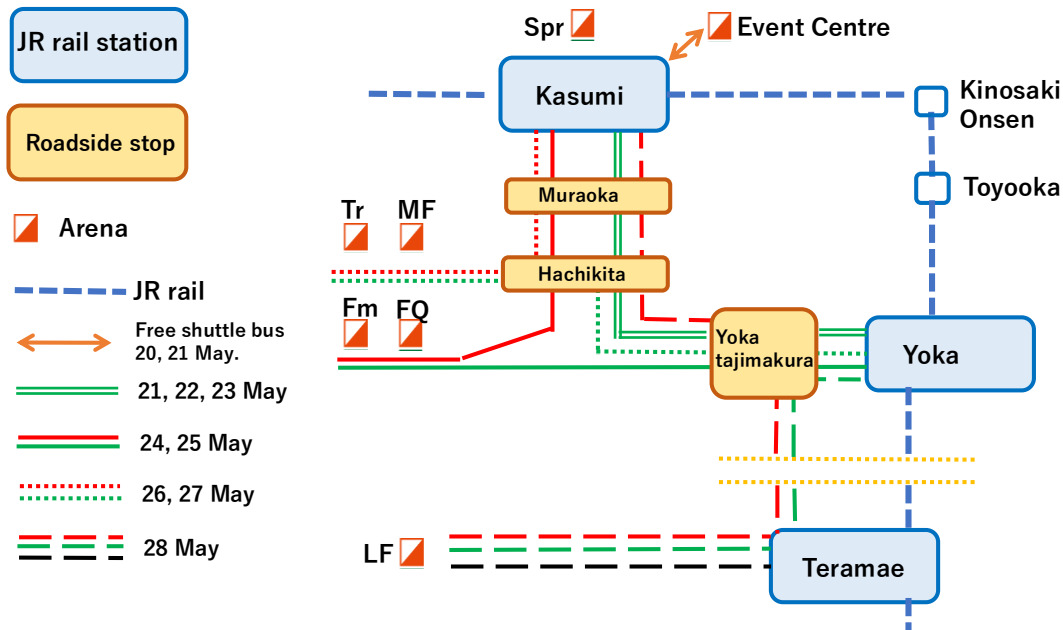 JR rail station
Roadside stop
Arena
JR rail
Free shuttle bus
20, 21 May.
21, 22, 23 May
24, 25 May
26, 27 May
28 May
Spr
Event Centre
Kasumi
Kinosaki
Onsen
Toyooka
Muraoka
Tr
MF
Hachikita
Fm
FQ
Yoka
tajimakura
Yoka
LF
Teramae